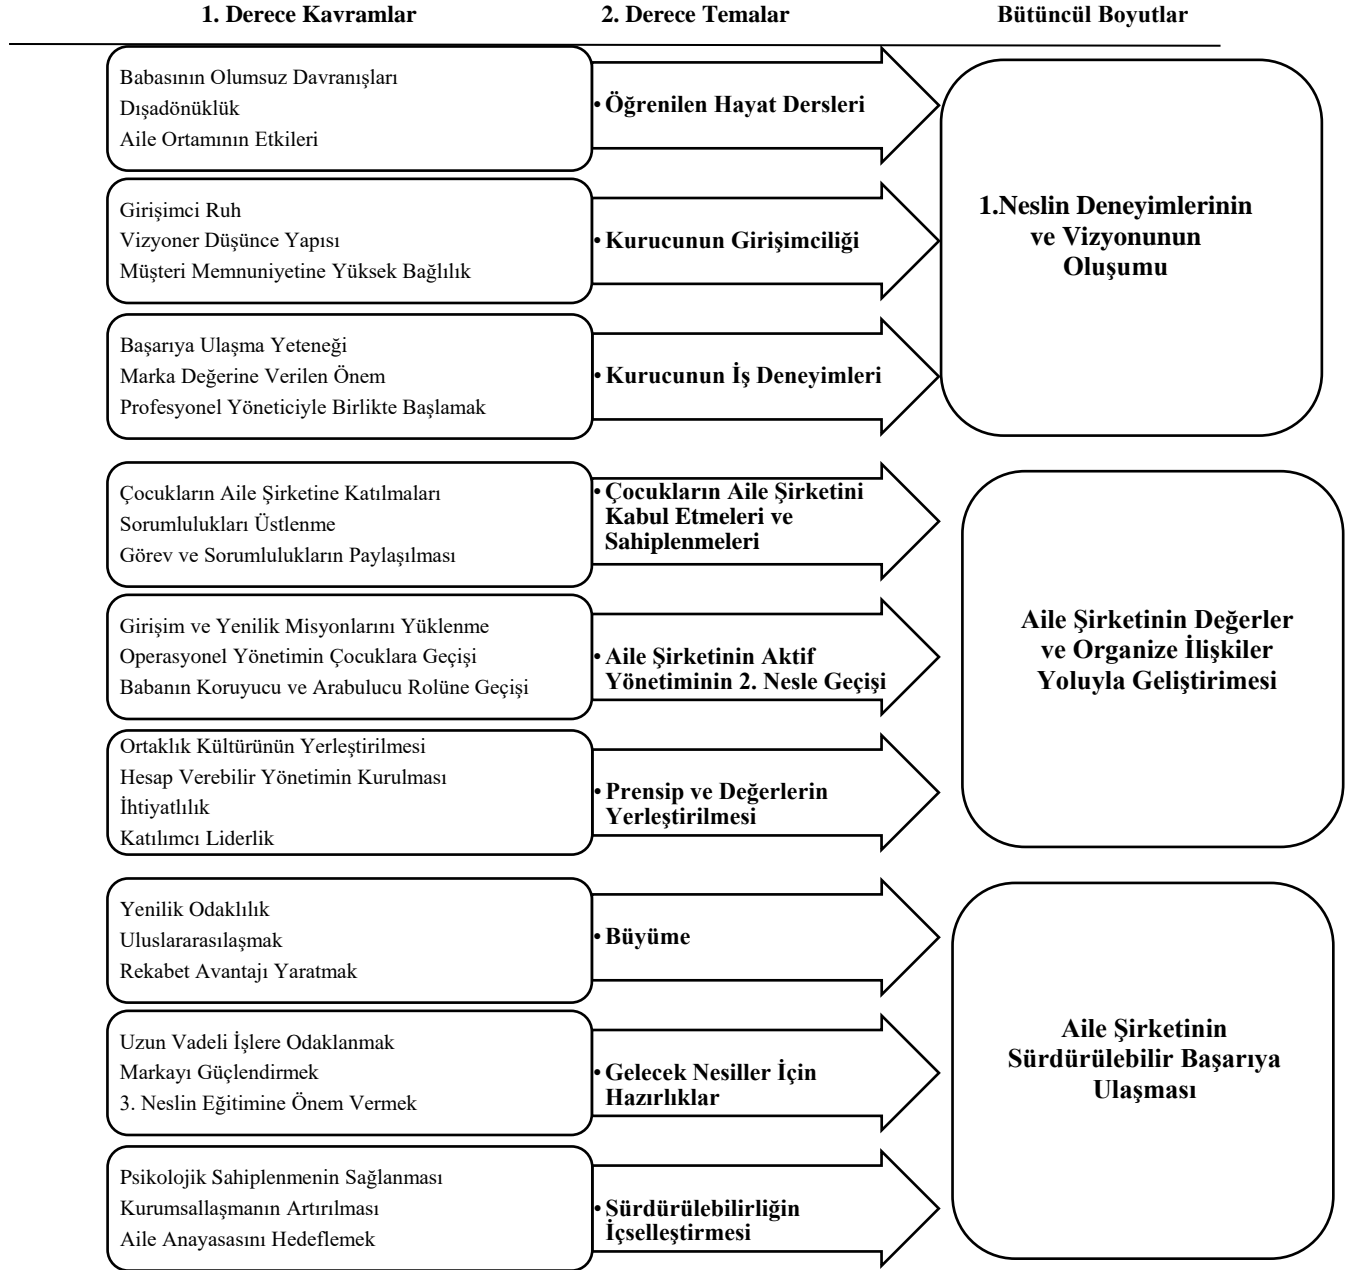 1. Derece Kavramlar
2. Derece Temalar
Bütüncül Boyutlar
Babasının Olumsuz Davranışları
Dışadönüklük
Aile Ortamının Etkileri
• Öğrenilen Hayat Dersleri
Girişimci Ruh
Vizyoner Düşünce Yapısı
Müşteri Memnuniyetine Yüksek Bağlılık
• Kurucunun Girişimciliği
Başarıya Ulaşma Yeteneği
Marka Değerine Verilen Önem
Profesyonel Yöneticiyle Birlikte Başlamak
• Kurucunun İş Deneyimleri
1.Neslin Deneyimlerinin
ve Vizyonunun
Oluşumu
Çocukların Aile Şirketine Katılmaları
Sorumlulukları Üstlenme
Görev ve Sorumlulukların Paylaşılması
• Çocukların Aile Şirketini
Kabul Etmeleri ve
Sahiplenmeleri
Girişim ve Yenilik Misyonlarını Yüklenme
Operasyonel Yönetimin Çocuklara Geçişi
Babanın Koruyucu ve Arabulucu Rolüne Geçişi
• Aile Şirketinin Aktif
Yönetiminin 2. Nesle Geçişi
Ortaklık Kültürünün Yerleştirilmesi
Hesap Verebilir Yönetimin Kurulması
İhtiyatlılık
Katılımcı Liderlik
• Prensip ve Değerlerin
Yerleştirilmesi
Aile Şirketinin Değerler
ve Organize İlişkiler
Yoluyla Geliştirimesi
Yenilik Odaklılık
Uluslararasılaşmak
Rekabet Avantajı Yaratmak
• Büyüme
Uzun Vadeli İşlere Odaklanmak
Markayı Güçlendirmek
3. Neslin Eğitimine Önem Vermek
• Gelecek Nesiller İçin
Hazırlıklar
Psikolojik Sahiplenmenin Sağlanması
Kurumsallaşmanın Artırılması
Aile Anayasasını Hedeflemek
• Sürdürülebilirliğin
İçselleştirmesi
Aile Şirketinin
Sürdürülebilir Başarıya
Ulaşması